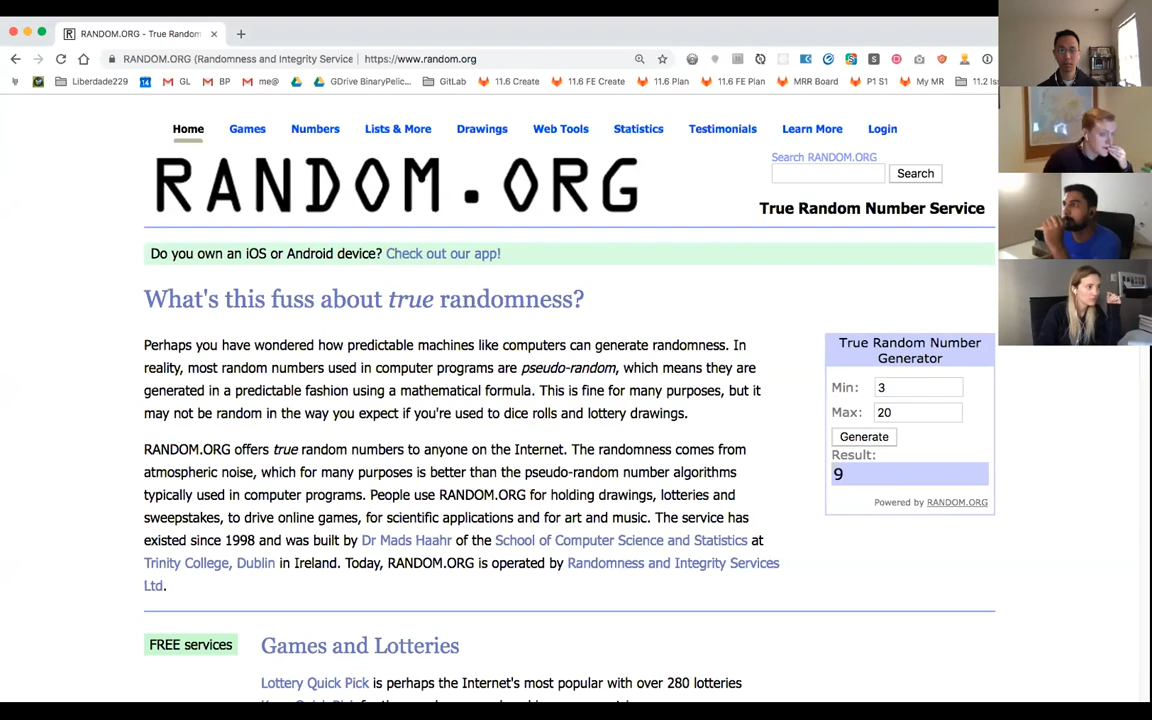 RANDOM.ORG - True Random
RANDOM.ORG (Randomness and Integrity Service | https://www.random.org
Liberdade229 14 GL BP me@ GDrive BinaryPelic... GitLab 11.6 Create 11.6 FE Create 11.6 Plan 11.6 FE Plan MRR Board P1 S1 My MR 11.2 Iss
Home Games Numbers Lists & More Drawings Web Tools Statistics Testimonials Learn More Login
RANDOM.ORG
Search RANDOM.ORG
Search
True Random Number Service
Do you own an iOS or Android device? Check out our app!
What's this fuss about true randomness?
Perhaps you have wondered how predictable machines like computers can generate randomness. In
reality, most random numbers used in computer programs are pseudo-random, which means they are
generated in a predictable fashion using a mathematical formula. This is fine for many purposes, but it
may not be random in the way you expect if you're used to dice rolls and lottery drawings.
RANDOM.ORG offers true random numbers to anyone on the Internet. The randomness comes from
atmospheric noise, which for many purposes is better than the pseudo-random number algorithms
typically used in computer programs. People use RANDOM.ORG for holding drawings, lotteries and
sweepstakes, to drive online games, for scientific applications and for art and music. The service has
existed since 1998 and was built by Dr Mads Haahr of the School of Computer Science and Statistics at
Trinity College, Dublin in Ireland. Today, RANDOM.ORG is operated by Randomness and Integrity Services
Ltd.
True Random Number
Generator
Min: 3
Max: 20
Generate
Result:
9
Powered by RANDOM.ORG
FREE services
Games and Lotteries
Lottery Quick Pick is perhaps the Internet's most popular with over 280 lotteries